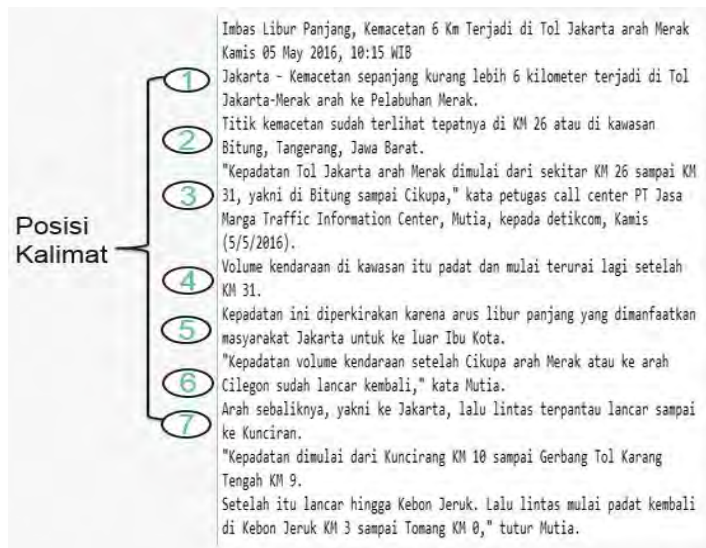 Imbas Libur Panjang, Kemacetan 6 Km Terjadi di Tol Jakarta arah Merak
Kamis 05 May 2016, 10:15 WIB
1
Jakarta - Kemacetan sepanjang kurang lebih 6 kilometer terjadi di Tol
Jakarta-Merak arah ke Pelabuhan Merak.
2
Titik kemacetan sudah terlihat tepatnya di KM 26 atau di kawasan
Bitung, Tangerang, Jawa Barat.
3
"Kepadatan Tol Jakarta arah Merak dimulai dari sekitar KM 26 sampai KM
31, yakni di Bitung sampai Cikupa," kata petugas call center PT Jasa
Marga Traffic Information Center, Mutia, kepada detikcom, Kamis
(5/5/2016).
Posisi
Kalimat
4
Volume kendaraan di kawasan itu padat dan mulai terurai lagi setelah
KM 31.
5
Kepadatan ini diperkirakan karena arus libur panjang yang dimanfaatkan
masyarakat Jakarta untuk ke luar Ibu Kota.
6
"Kepadatan volume kendaraan setelah Cikupa arah Merak atau ke arah
Cilegon sudah lancar kembali," kata Mutia.
7
Arah sebaliknya, yakni ke Jakarta, lalu lintas terpantau lancar sampai
ke Kunciran.
"Kepadatan dimulai dari Kuncirang KM 10 sampai Gerbang Tol Karang
Tengah KM 9.
Setelah itu lancar hingga Kebon Jeruk. Lalu lintas mulai padat kembali
di Kebon Jeruk KM 3 sampai Tomang KM 0," tutur Mutia.